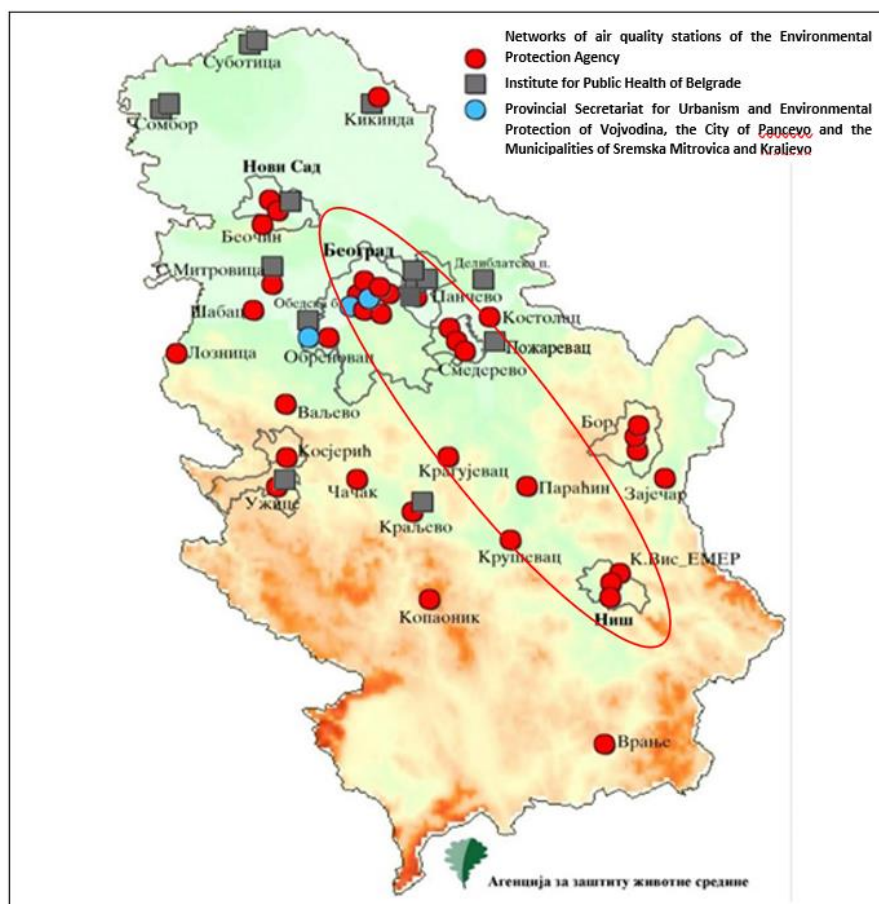 Networks of air quality stations of the Environmental
Protection Agency
Institute for Public Health of Belgrade
Provincial Secretariat for Urbanism and Environmental
Protection of Vojvodina, the City of Pancevo and the
Municipalities of Sremska Mitrovica and Kraljevo
Суботица
Сомбор
Кикинда
Нови Сад
Беочин
Београд
С.Митровица
Делиблатска п.
Обедска б.
Панчево
Шабац
Костолац
Лозница
Обреновац
Смедерево
Пожаревац
Ваљево
Бор
Косјерић
Крагујевац
Ужице
Чачак
Параћин
Зајечар
Краљево
Крушевац
К.Вис_ЕМЕР
Копаоник
Ниш
Врање
Агенција за заштиту животне средине